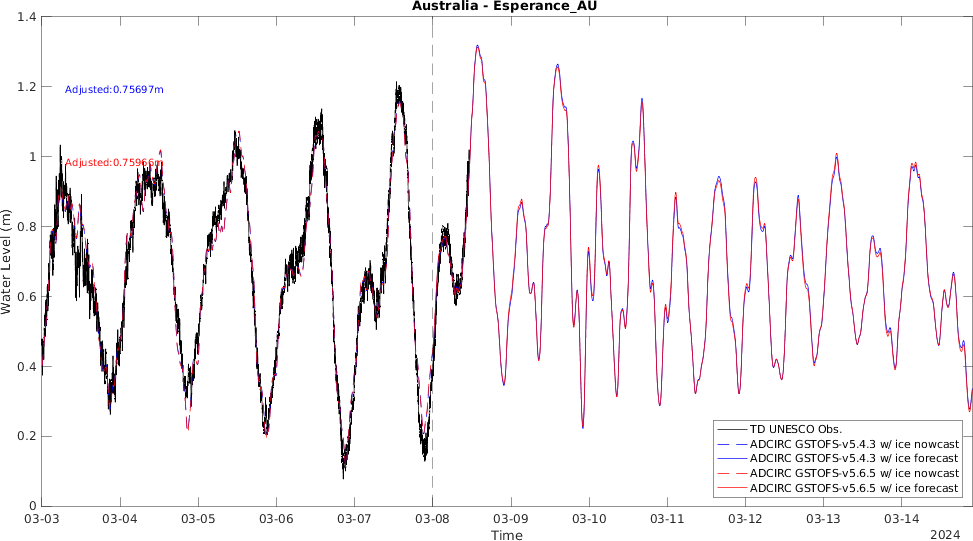 Australia - Esperance_AU
1.4
1.2
1
0.8
0.6
0.4
0.2
0
Water Level (m)
Adjusted:0.75697m
Adjusted:0.75966m
TD UNESCO Obs.
ADCIRC GSTOFS-v5.4.3 w/ ice nowcast
ADCIRC GSTOFS-v5.4.3 w/ ice forecast
ADCIRC GSTOFS-v5.6.5 w/ ice nowcast
ADCIRC GSTOFS-v5.6.5 w/ ice forecast
03-03 03-04 03-05 03-06 03-07 03-08 03-09 03-10 03-11 03-12 03-13 03-14
Time
2024